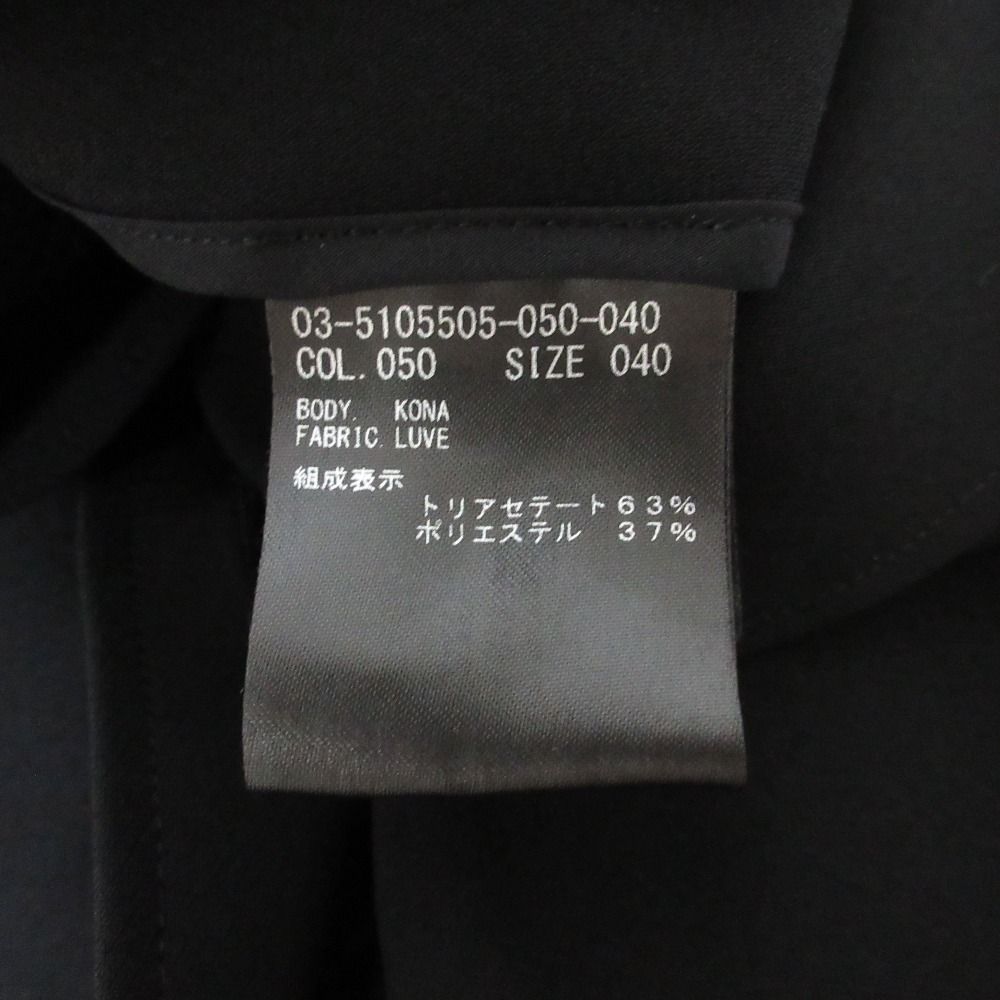 03-5105505-050-040
COL.050 SIZE 040
BODY. KONA
FABRIC.LUVE
組成表示
トリアセテート63%
ポリエステル 37%